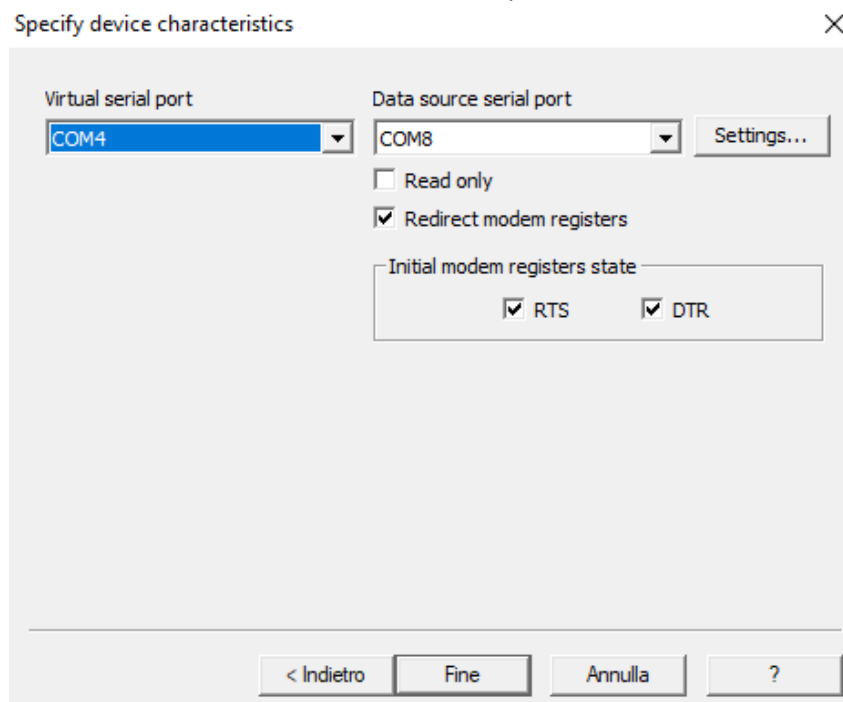 Specify device characteristics
Virtual serial port
Data source serial port
COM4
COM8
Settings...
Read only
Redirect modem registers
Initial modem registers state
RTS
DTR
< Indietro
Fine
Annulla
?